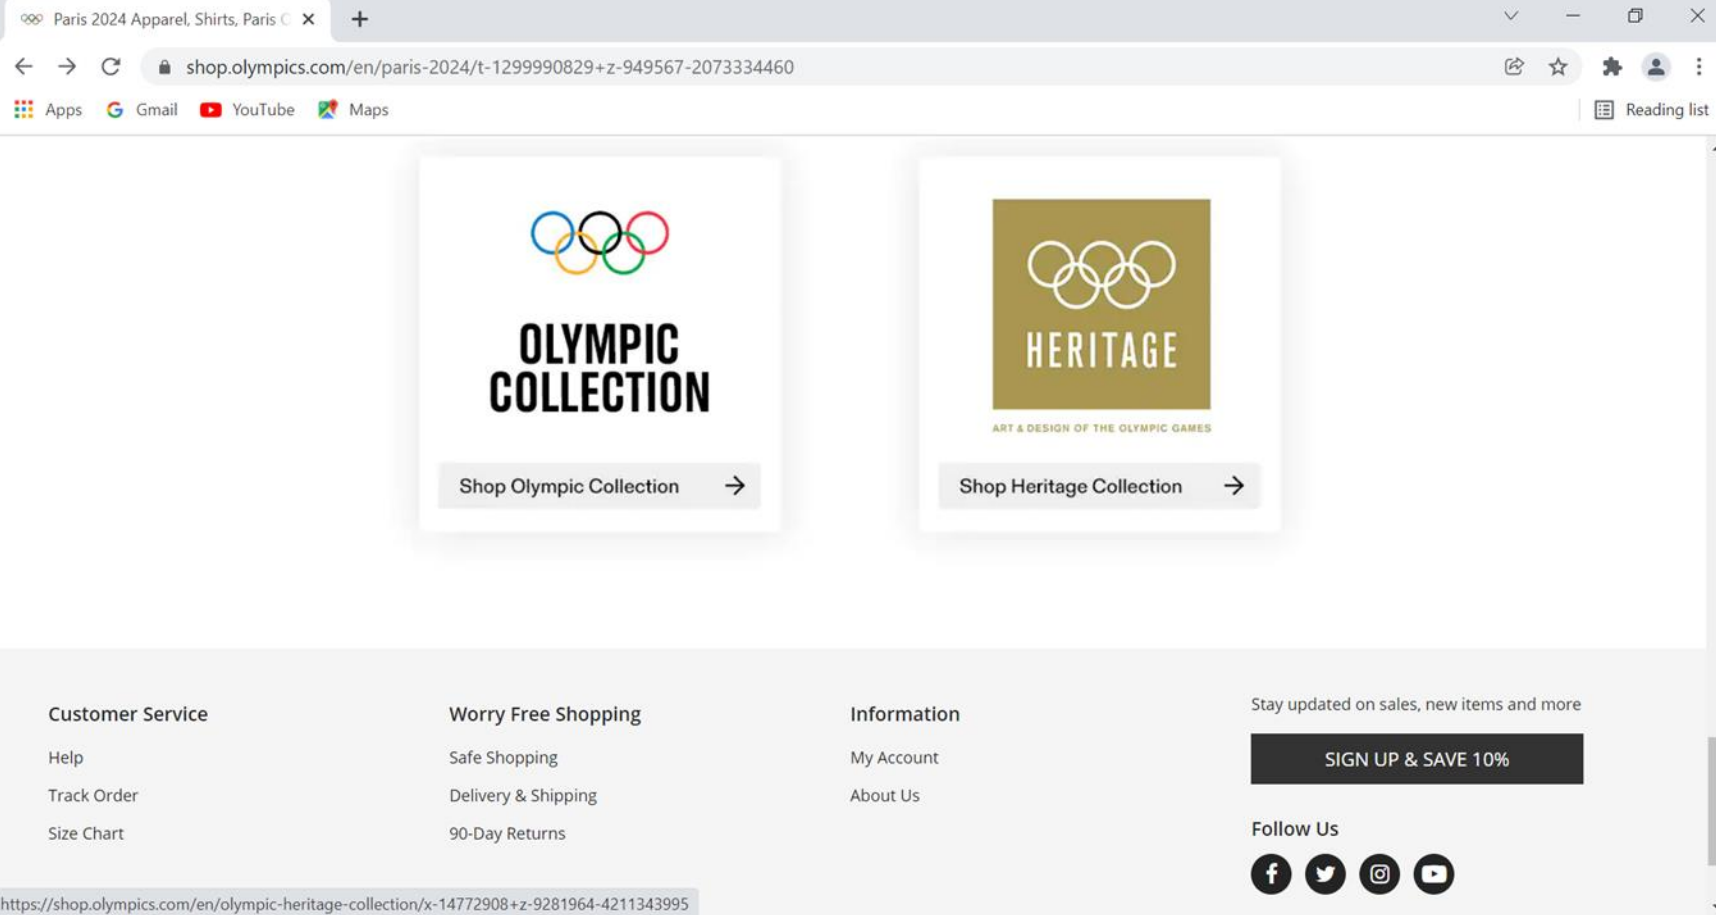 Paris 2024 Apparel, Shirts, Paris
shop.olympics.com/en/paris-2024/t-1299990829+z-949567-2073334460
Apps Gmail YouTube Maps Reading list
OLYMPIC
COLLECTION
Shop Olympic Collection
HERITAGE
ART & DESIGN OF THE OLYMPIC GAMES
Shop Heritage Collection
Customer Service
Help
Track Order
Size Chart
Worry Free Shopping
Safe Shopping
Delivery & Shipping
90-Day Returns
Information
My Account
About Us
Stay updated on sales, new items and more
SIGN UP & SAVE 10%
Follow Us
https://shop.olympics.com/en/olympic-heritage-collection/x-14772908+z-9281964-4211343995